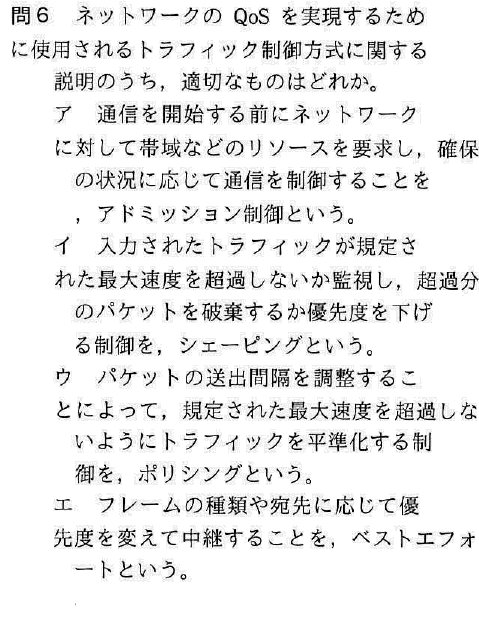 問6　ネットワークの QoS を実現するため
に使用されるトラフィック制御方式に関する
説明のうち，適切なものはどれか。
ア　通信を開始する前にネットワーク
に対して帯域などのリソースを要求し，確保
の状況に応じて通信を制御することを
，アドミッション制御という。
イ　入力されたトラフィックが規定さ
れた最大速度を超過しないか監視し，超過分
のパケットを破棄するか優先度を下げ
る制御を，シェーピングという。
ウ　パケットの送出間隔を調整するこ
とによって，規定された最大速度を超過しな
いようにトラフィックを平準化する制
御を，ポリシングという。
エ　フレームの種類や宛先に応じて優
先度を変えて中継することを，ベストエフォ
ートという。